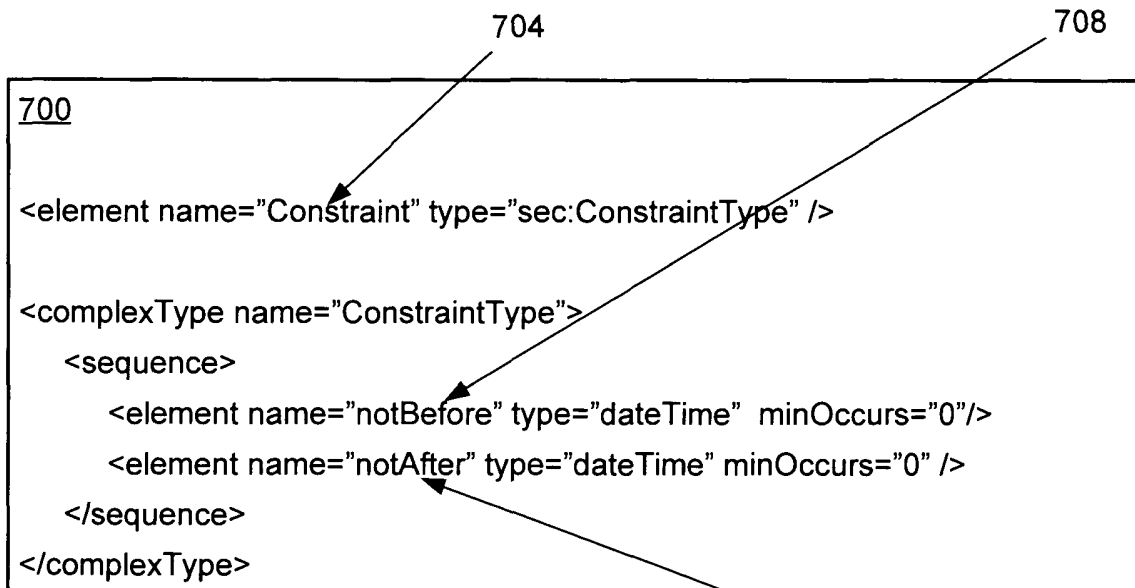 704
708
700
<element name=”Constraint” type=”sec:ConstraintType” />
<complexType name=”ConstraintType”>
<sequence>
<element name=”notBefore” type=”dateTime” minOccurs=”0”/>
<element name=”notAfter” type=”dateTime” minOccurs=”0” />
</sequence>
</complexType>